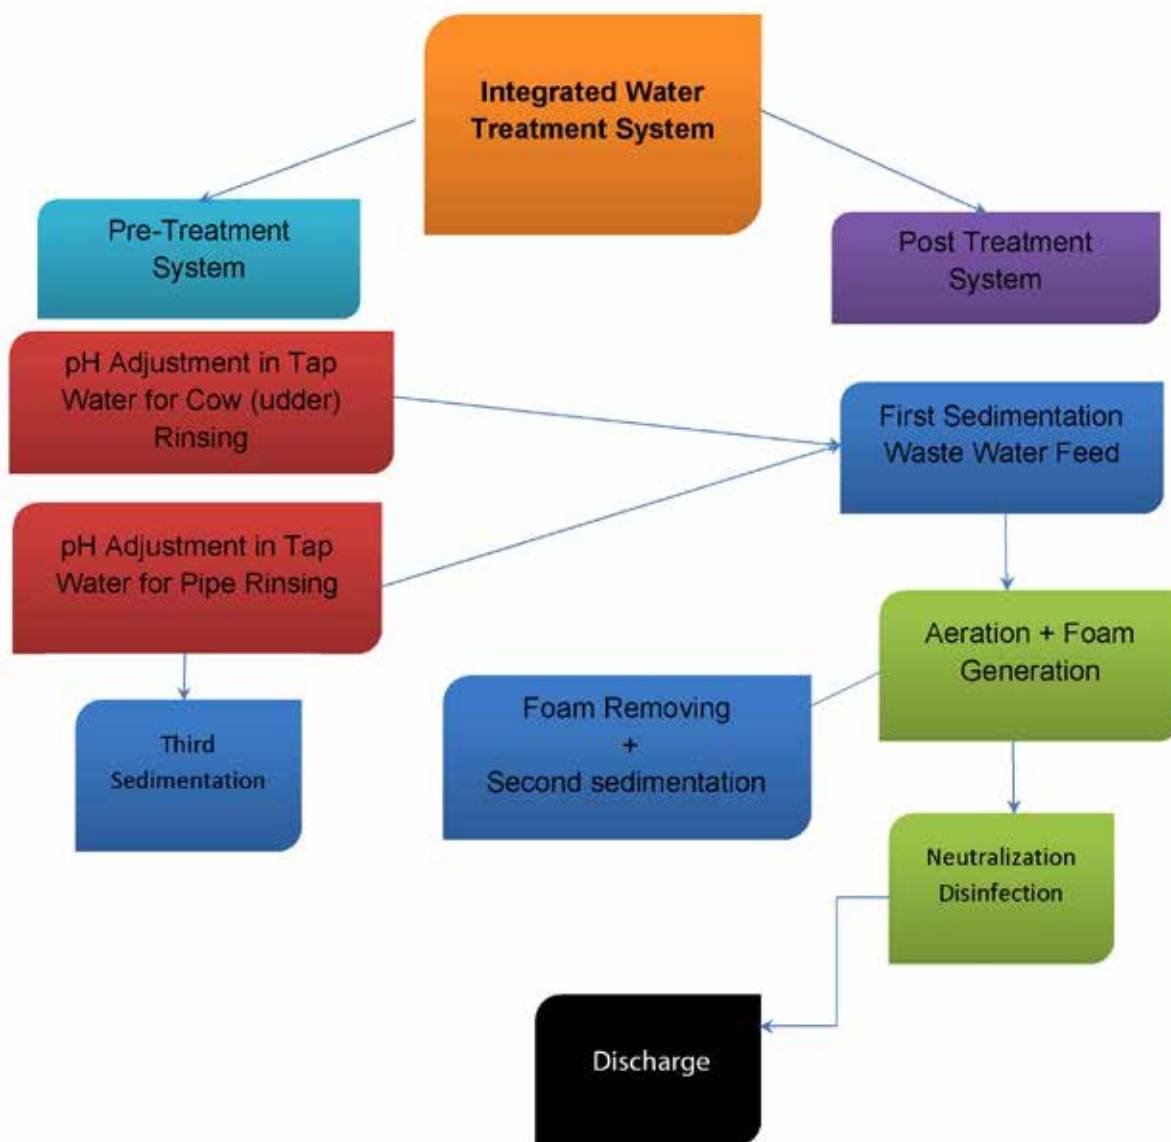 Integrated Water
Treatment System
Pre-Treatment
System
Post Treatment
System
pH Adjustment in Tap
Water for Cow (udder)
Rinsing
First Sedimentation
Waste Water Feed
pH Adjustment in Tap
Water for Pipe Rinsing
Aeration + Foam
Generation
Third
Sedimentation
Foam Removing
+
Second sedimentation
Neutralization
Disinfection
Discharge